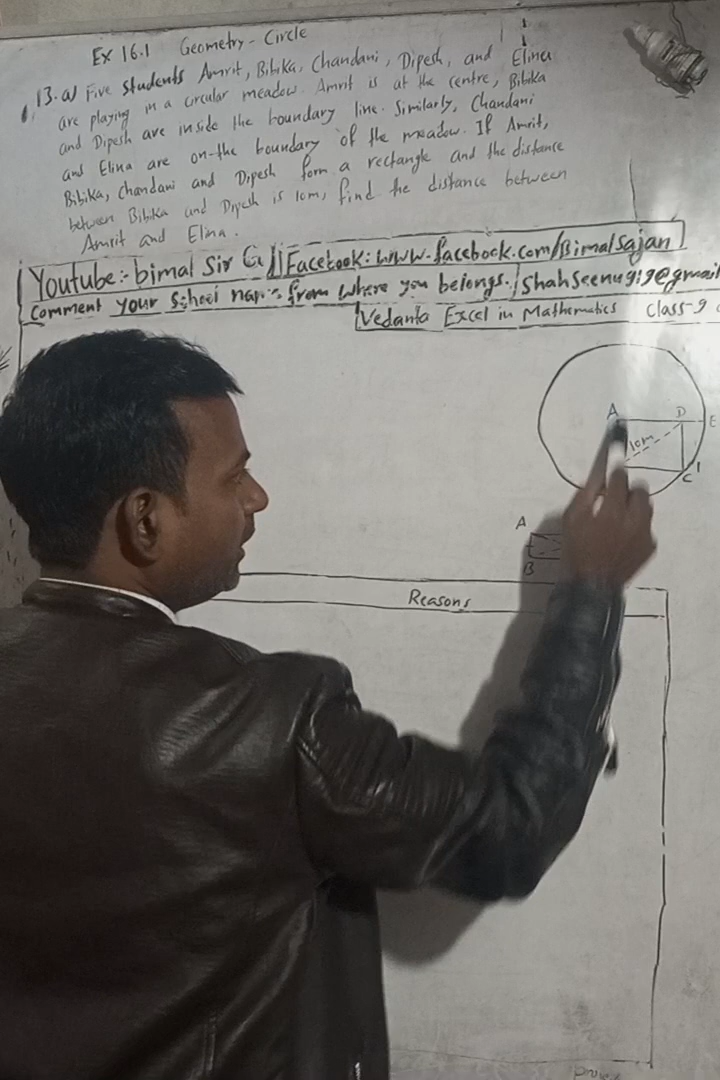 Ex 16.1 Geometry - Circle
13. a) Five students Amrit, Bibika, Chandani, Dipesh, and Elina
are playing in a circular meadow. Amrit is at the centre, Bibika
and Dipesh are inside the boundary line. Similarly, Chandani
and Elina are on-the boundary of the meadow. If Amrit,
Bibika, Chandani and Dipesh form a rectangle and the distance
between Bibika and Dipesh is 10m, find the distance between
Amrit and Elina.
Youtube:- bimal Sir
Facebook: www.facebook.com/Bimalsajan
Comment your School name from where you belongs. / Shahseenu9i9@gmail
Vedanta Excel in Mathematics Class-9
A D E
10m
C
A
B
Reasons